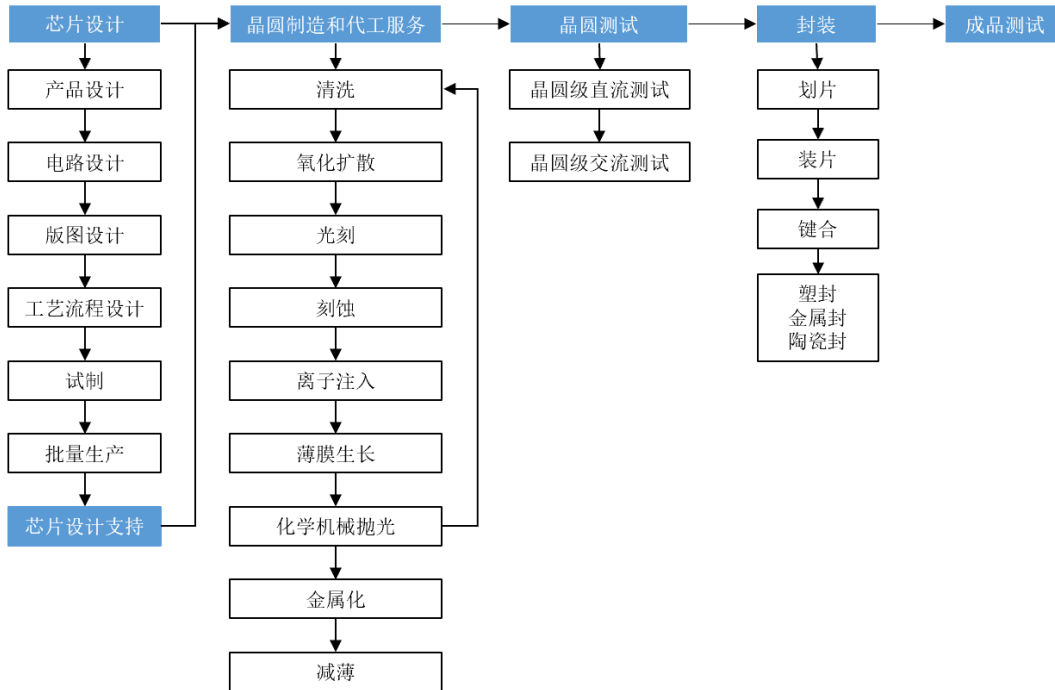 芯片设计
产品设计
电路设计
版图设计
工艺流程设计
试制
批量生产
芯片设计支持
晶圆制造和代工服务
清洗
氧化扩散
光刻
刻蚀
离子注入
薄膜生长
化学机械抛光
金属化
减薄
晶圆测试
晶圆级直流测试
晶圆级交流测试
封装
划片
装片
键合
塑封
金属封
陶瓷封
成品测试